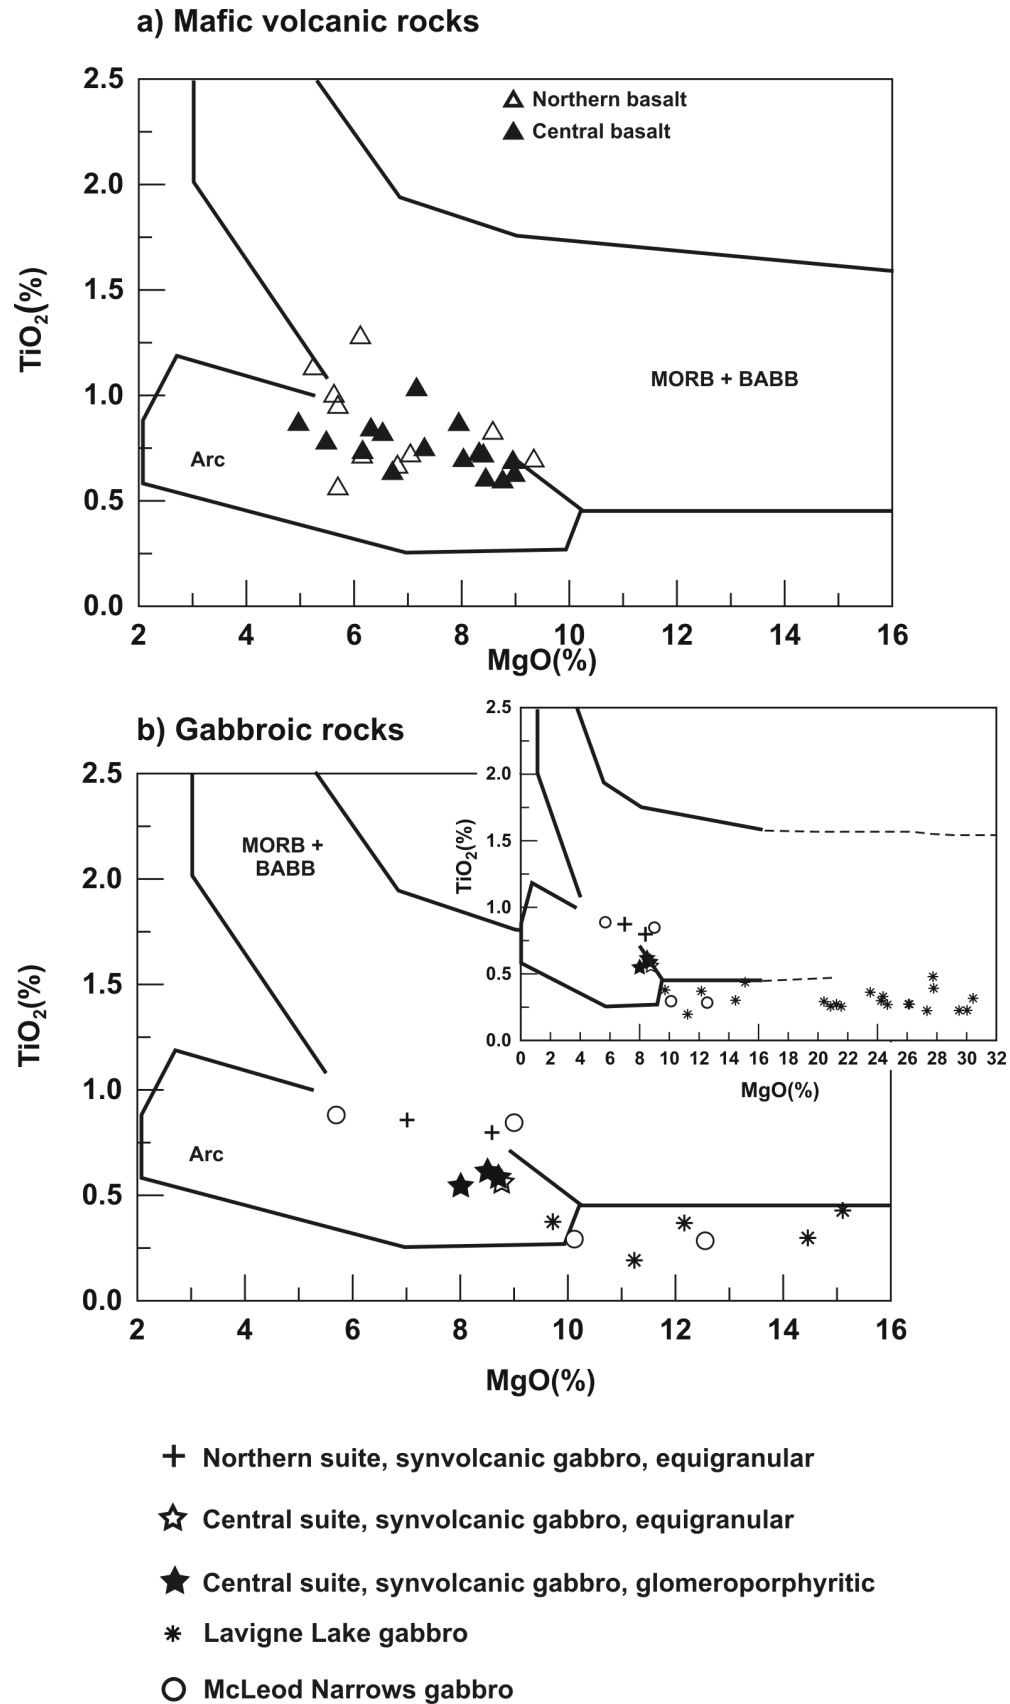 a) Mafic volcanic rocks
2.5
2.0
1.5
1.0
0.5
0.0
TiO2(%)
Northern basalt
Central basalt
MORB + BABB
Arc
2 4 6 8 10 12 14 16
MgO(%)
b) Gabbroic rocks
2.5
2.0
1.5
1.0
0.5
0.0
TiO2(%)
MORB +
BABB
Arc
2 4 6 8 10 12 14 16
MgO(%)
2.5
2.0
1.5
1.0
0.5
0.0
TiO2(%)
0 2 4 6 8 10 12 14 16 18 20 22 24 26 28 30 32
MgO(%)
Northern suite, synvolcanic gabbro, equigranular
Central suite, synvolcanic gabbro, equigranular
Central suite, synvolcanic gabbro, glomeroporphyritic
Lavigne Lake gabbro
McLeod Narrows gabbro